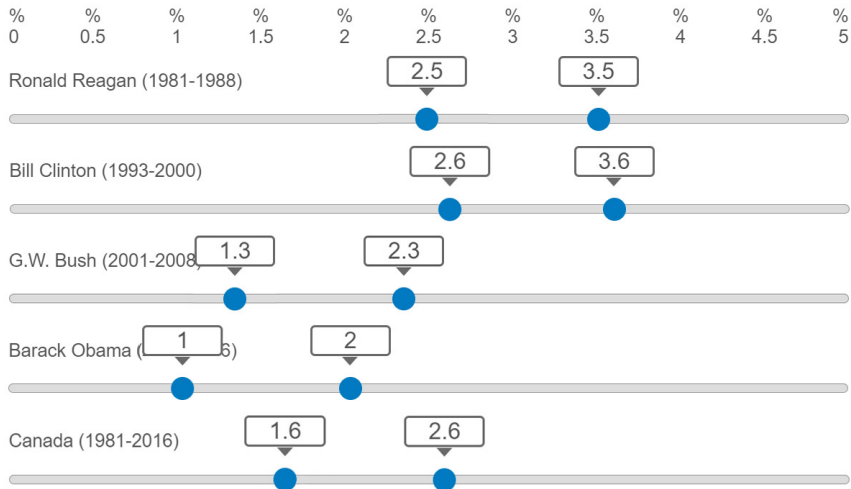 % % % % % % % % % % %
0 0.5 1 1.5 2 2.5 3 3.5 4 4.5 5
2.5 3.5
Ronald Reagan (1981-1988)
2.6 3.6
Bill Clinton (1993-2000)
1.3 2.3
G.W. Bush (2001-2008)
1 2
Barack Obama ( 6)
1.6 2.6
Canada (1981-2016)